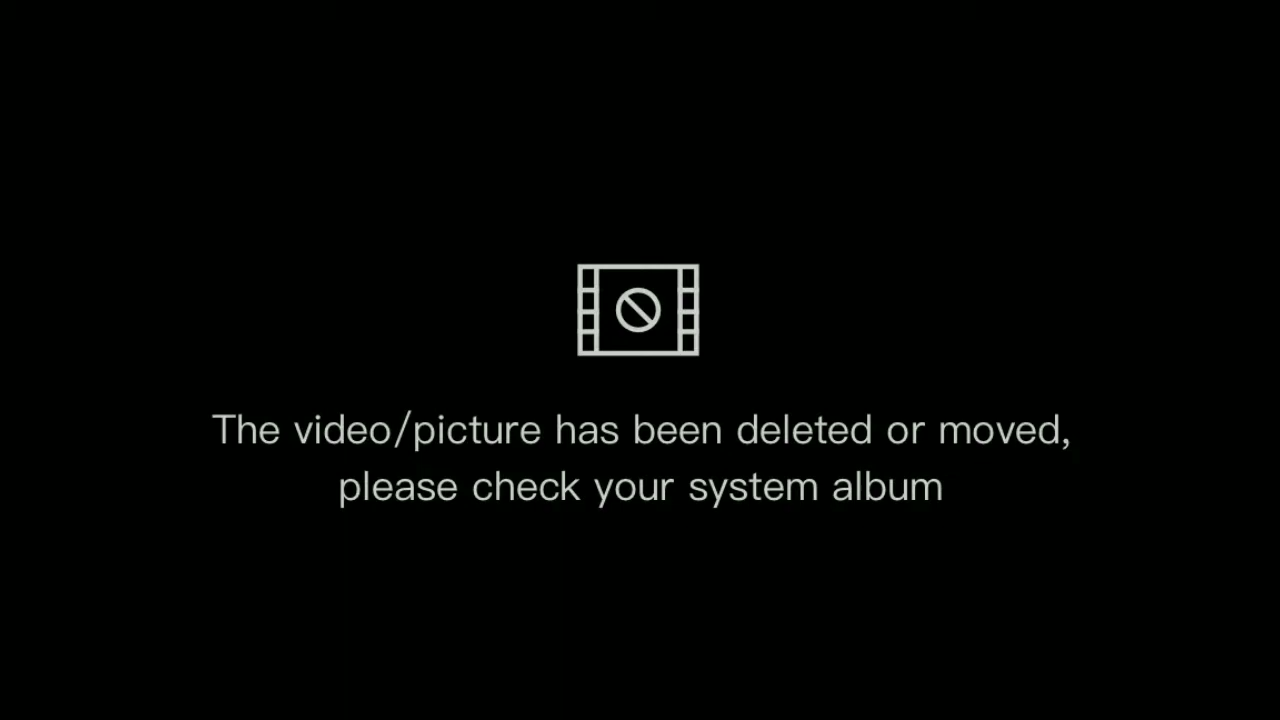 The video/picture has been deleted or moved,
please check your system album